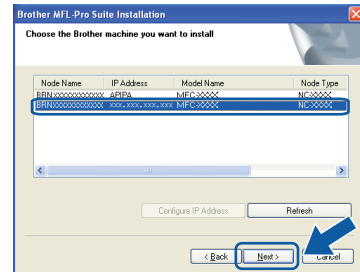 Brother MFL-Pro Suite Installation
Choose the Brother machine you want to install
Node Name IP Address Model Name Node Type
BRNXXXXXXXXXXXX APIPA MFC-XXXX NC-XXXX
BRNXXXXXXXXXXXX xxx.xxx.xxx.xxx MFC-XXXX NC-XXXX
Configure IP Address Refresh
< Back Next > Cancel